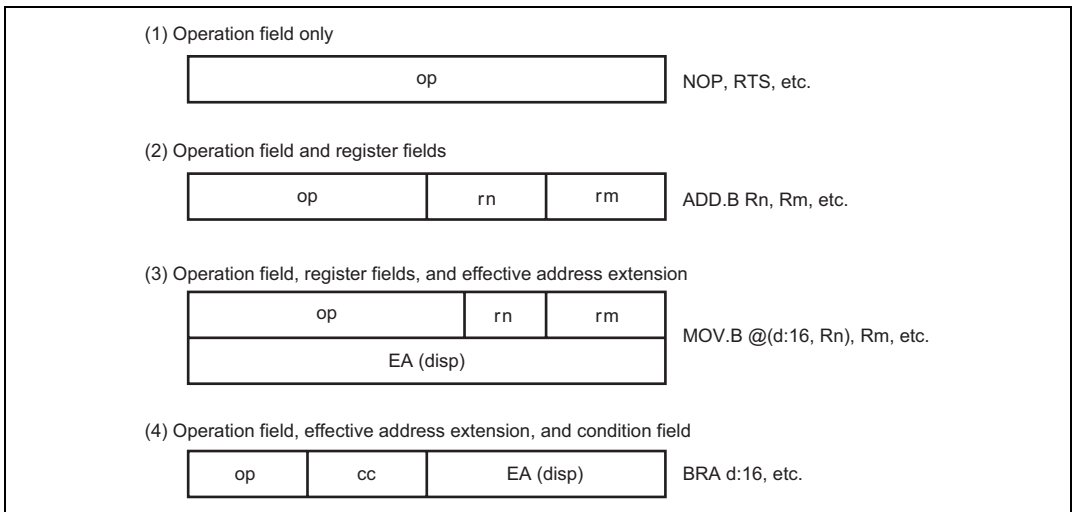 (1) Operation field only
op
NOP, RTS, etc.
(2) Operation field and register fields
op rn rm
ADD.B Rn, Rm, etc.
(3) Operation field, register fields, and effective address extension
op rn rm
EA (disp)
MOV.B @(d:16, Rn), Rm, etc.
(4) Operation field, effective address extension, and condition field
op cc EA (disp)
BRA d:16, etc.